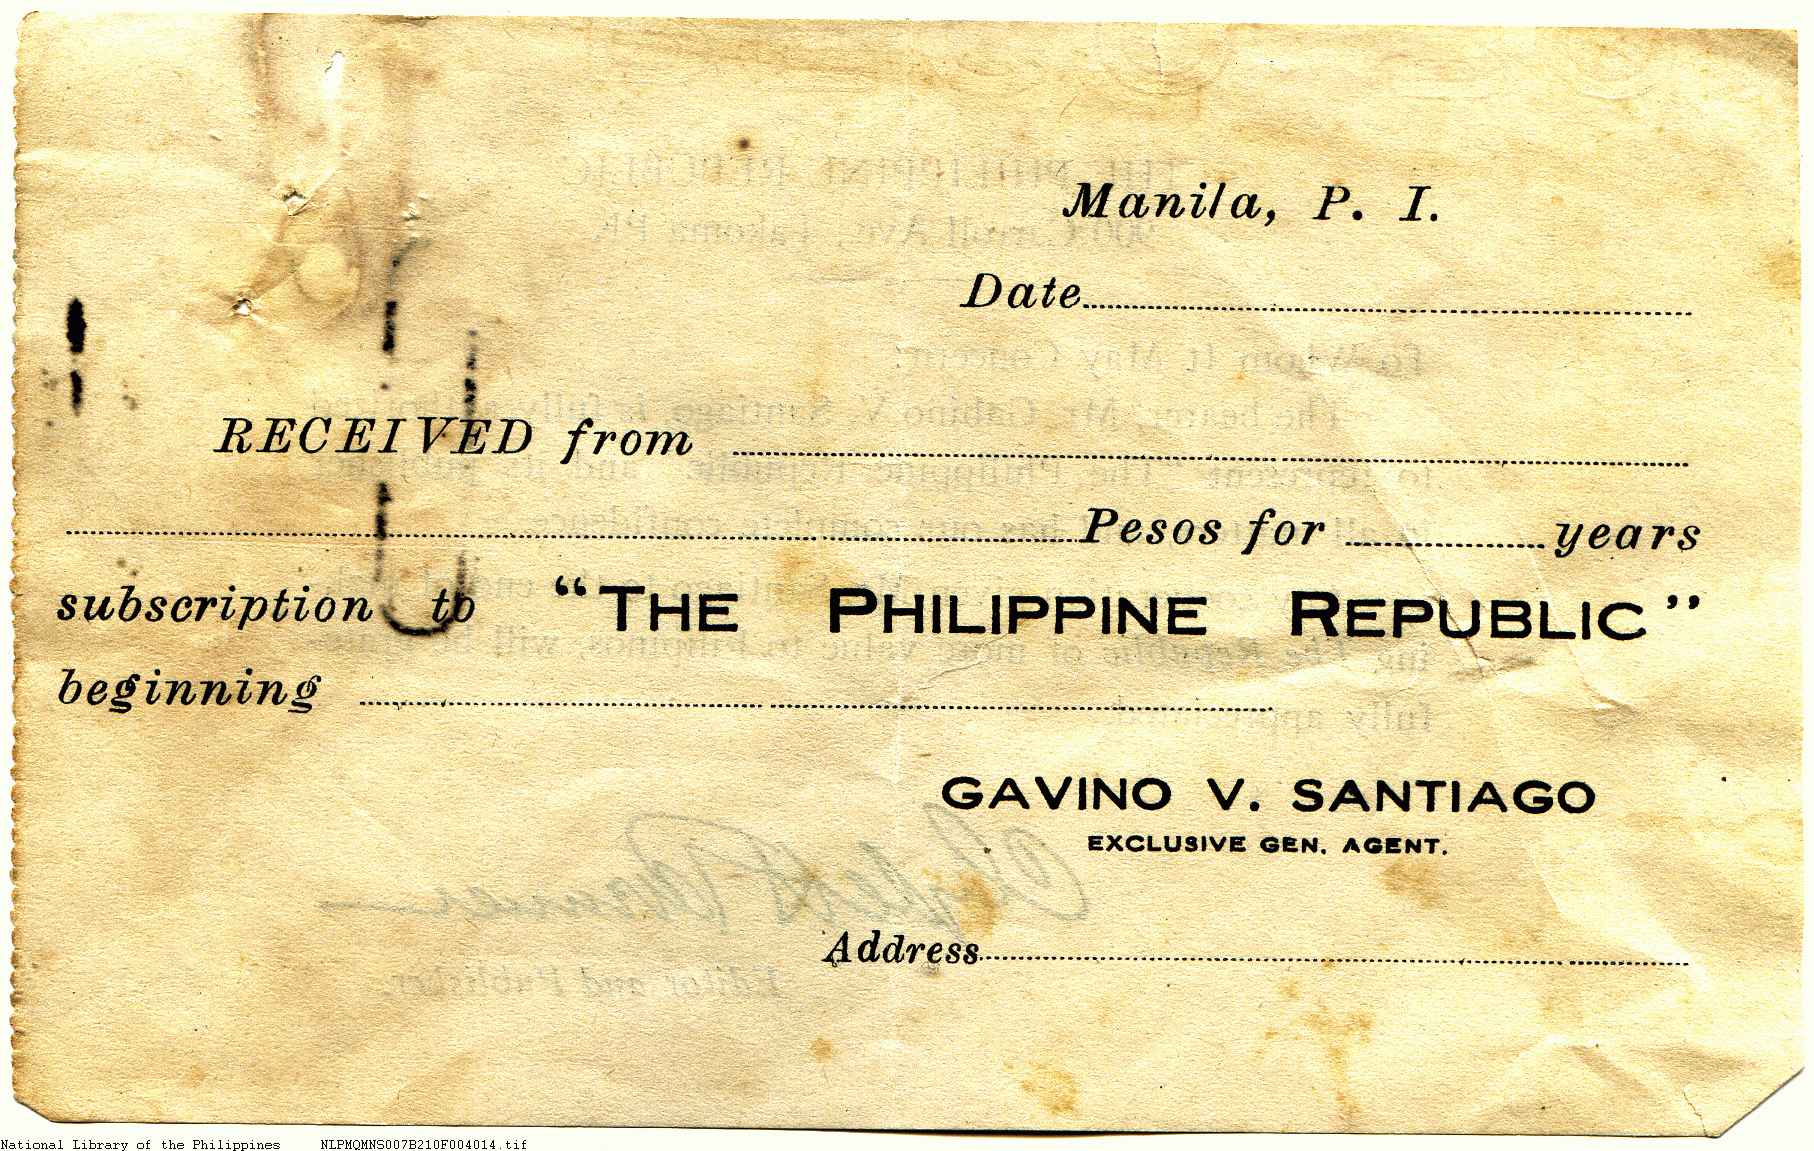 Manila, P. I.
Date
RECEIVED from
Pesos for years
subscription to "THE PHILIPPINE REPUBLIC"
beginning
GAVINO V. SANTIAGO
EXCLUSIVE GEN. AGENT.
Address
National Library of the Philippines NLPMQMNS007B210F004014.tif